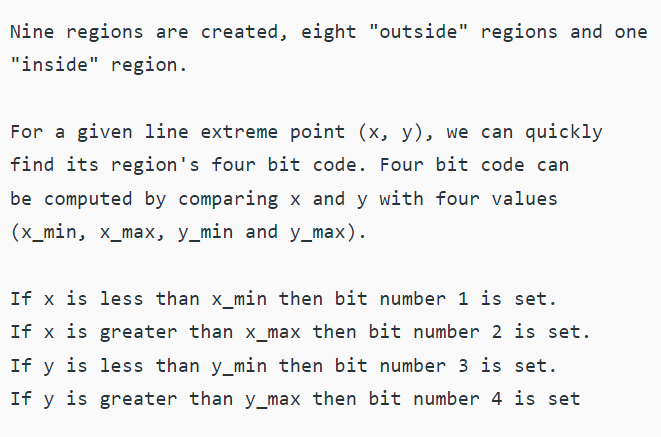 Nine regions are created, eight "outside" regions and one
"inside" region.
For a given line extreme point (x, y), we can quickly
find its region's four bit code. Four bit code can
be computed by comparing x and y with four values
(x_min, x_max, y_min and y_max).
If x is less than x_min then bit number 1 is set.
If x is greater than x_max then bit number 2 is set.
If y is less than y_min then bit number 3 is set.
If y is greater than y_max then bit number 4 is set